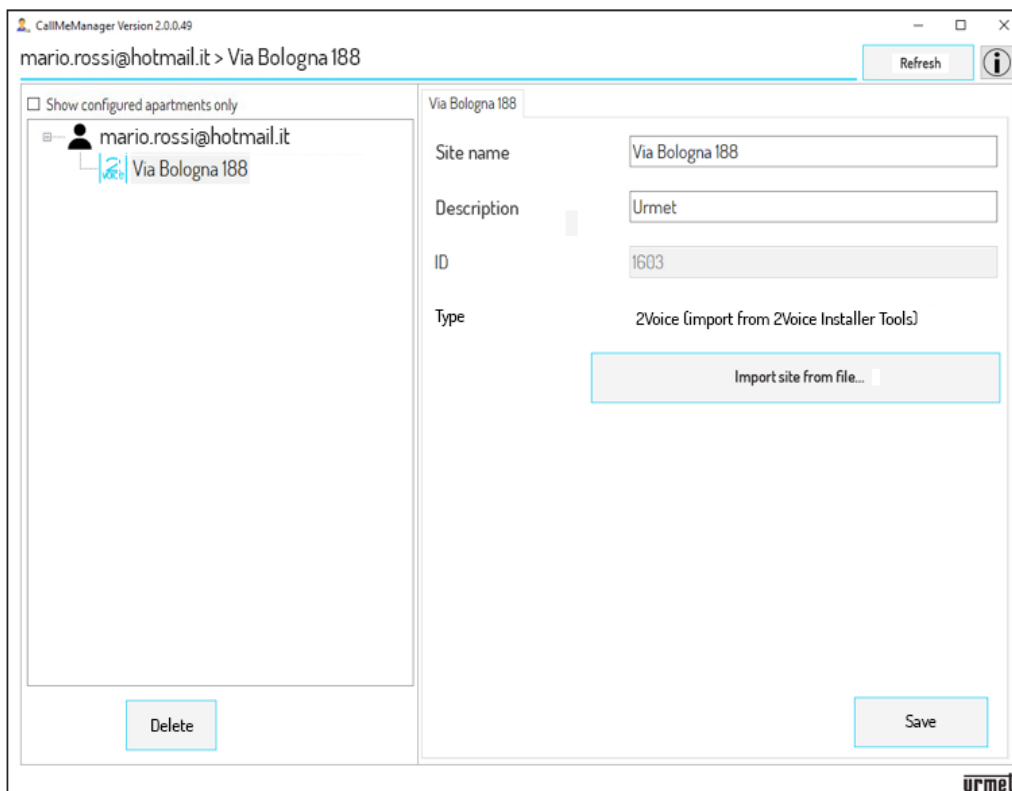 CallMeManager Version 2.0.0.49
mario.rossi@hotmail.it > Via Bologna 188
Refresh
Show configured apartments only
mario.rossi@hotmail.it
2 voice Via Bologna 188
Via Bologna 188
Site name Via Bologna 188
Description Urmet
ID 1603
Type 2Voice (import from 2Voice Installer Tools)
Import site from file...
Delete
Save
urmet